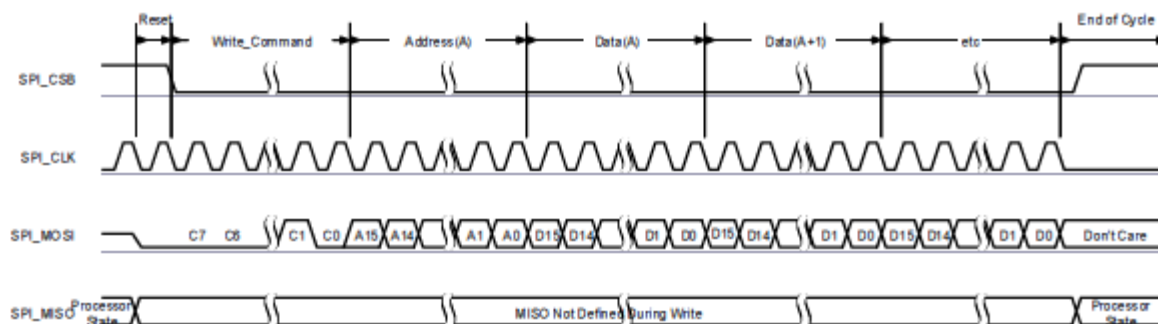 Reset
End of Cycle
Write_Command Address(A) Data(A) Data(A+1) etc
SPI_CSB
SPI_CLK
SPI_MOSI C7 C6 C1 C0 A15 A14 A1 A0 D15 D14 D1 D0 D15 D14 D1 D0 D15 D14 D1 D0 Don't Care
SPI_MISO Processor State MISO Not Defined During Write Processor State